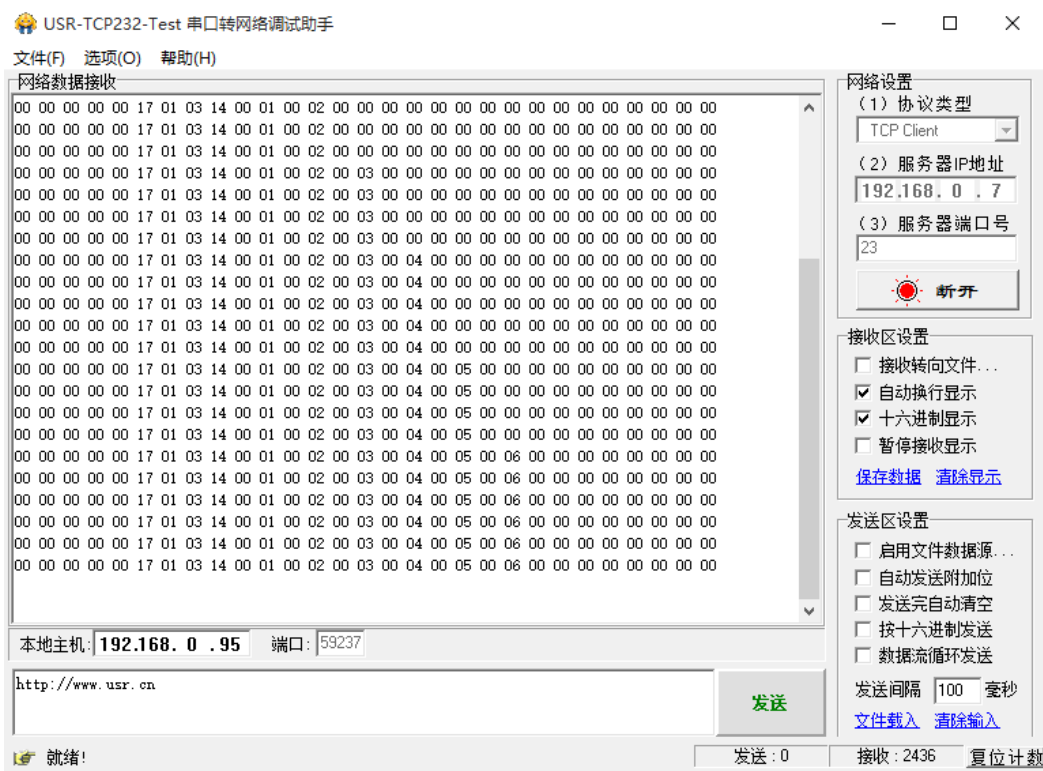 USR-TCP232-Test 串口转网络调试助手
文件(F) 选项(O) 帮助(H)
网络数据接收
00 00 00 00 00 17 01 03 14 00 01 00 02 00 00 00 00 00 00 00 00 00 00 00 00 00 00 00 00
00 00 00 00 00 17 01 03 14 00 01 00 02 00 00 00 00 00 00 00 00 00 00 00 00 00 00 00 00
00 00 00 00 00 17 01 03 14 00 01 00 02 00 00 00 00 00 00 00 00 00 00 00 00 00 00 00 00
00 00 00 00 00 17 01 03 14 00 01 00 02 00 03 00 00 00 00 00 00 00 00 00 00 00 00 00 00
00 00 00 00 00 17 01 03 14 00 01 00 02 00 03 00 00 00 00 00 00 00 00 00 00 00 00 00 00
00 00 00 00 00 17 01 03 14 00 01 00 02 00 03 00 00 00 00 00 00 00 00 00 00 00 00 00 00
00 00 00 00 00 17 01 03 14 00 01 00 02 00 03 00 00 00 00 00 00 00 00 00 00 00 00 00 00
00 00 00 00 00 17 01 03 14 00 01 00 02 00 03 00 04 00 00 00 00 00 00 00 00 00 00 00 00
00 00 00 00 00 17 01 03 14 00 01 00 02 00 03 00 04 00 00 00 00 00 00 00 00 00 00 00 00
00 00 00 00 00 17 01 03 14 00 01 00 02 00 03 00 04 00 00 00 00 00 00 00 00 00 00 00 00
00 00 00 00 00 17 01 03 14 00 01 00 02 00 03 00 04 00 00 00 00 00 00 00 00 00 00 00 00
00 00 00 00 00 17 01 03 14 00 01 00 02 00 03 00 04 00 00 00 00 00 00 00 00 00 00 00 00
00 00 00 00 00 17 01 03 14 00 01 00 02 00 03 00 04 00 05 00 00 00 00 00 00 00 00 00 00
00 00 00 00 00 17 01 03 14 00 01 00 02 00 03 00 04 00 05 00 00 00 00 00 00 00 00 00 00
00 00 00 00 00 17 01 03 14 00 01 00 02 00 03 00 04 00 05 00 00 00 00 00 00 00 00 00 00
00 00 00 00 00 17 01 03 14 00 01 00 02 00 03 00 04 00 05 00 00 00 00 00 00 00 00 00 00
00 00 00 00 00 17 01 03 14 00 01 00 02 00 03 00 04 00 05 00 06 00 00 00 00 00 00 00 00
00 00 00 00 00 17 01 03 14 00 01 00 02 00 03 00 04 00 05 00 06 00 00 00 00 00 00 00 00
00 00 00 00 00 17 01 03 14 00 01 00 02 00 03 00 04 00 05 00 06 00 00 00 00 00 00 00 00
00 00 00 00 00 17 01 03 14 00 01 00 02 00 03 00 04 00 05 00 06 00 00 00 00 00 00 00 00
00 00 00 00 00 17 01 03 14 00 01 00 02 00 03 00 04 00 05 00 06 00 00 00 00 00 00 00 00
00 00 00 00 00 17 01 03 14 00 01 00 02 00 03 00 04 00 05 00 06 00 00 00 00 00 00 00 00
本地主机: 192.168. 0 .95 端口: 59237
http://www.usr.cn
发送
就绪!
发送 : 0
接收 : 2436
复位计数
网络设置
(1) 协议类型
TCP Client
(2) 服务器IP地址
192.168. 0 . 7
(3) 服务器端口号
23
断开
接收区设置
接收转向文件...
自动换行显示
十六进制显示
暂停接收显示
保存数据 清除显示
发送区设置
启用文件数据源...
自动发送附加位
发送完自动清空
按十六进制发送
数据流循环发送
发送间隔 100 毫秒
文件载入 清除输入